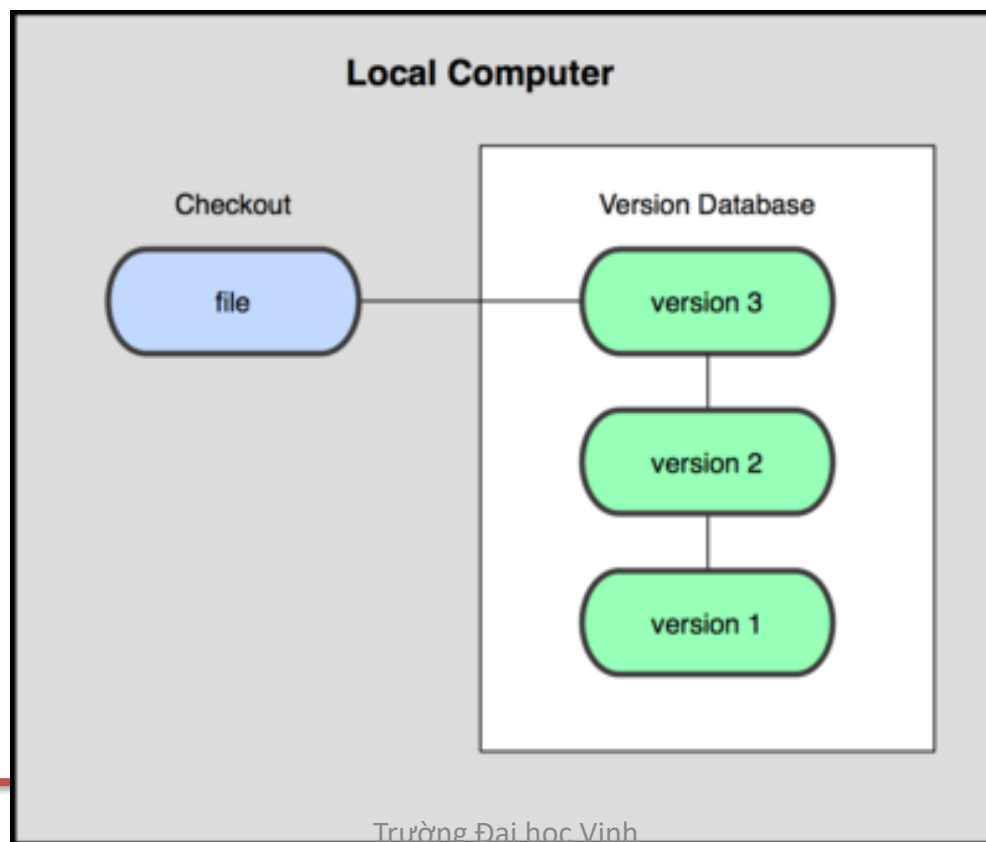 Local Computer
Checkout
Version Database
file
version 3
version 2
version 1
Trường Đại học Vinh